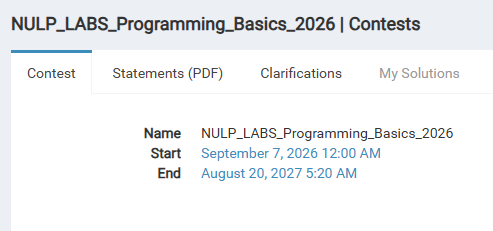 NULP_LABS_Programming_Basics_2026 | Contests
Contest Statements (PDF) Clarifications My Solutions
Name NULP_LABS_Programming_Basics_2026
Start September 7, 2026 12:00 AM
End August 20, 2027 5:20 AM